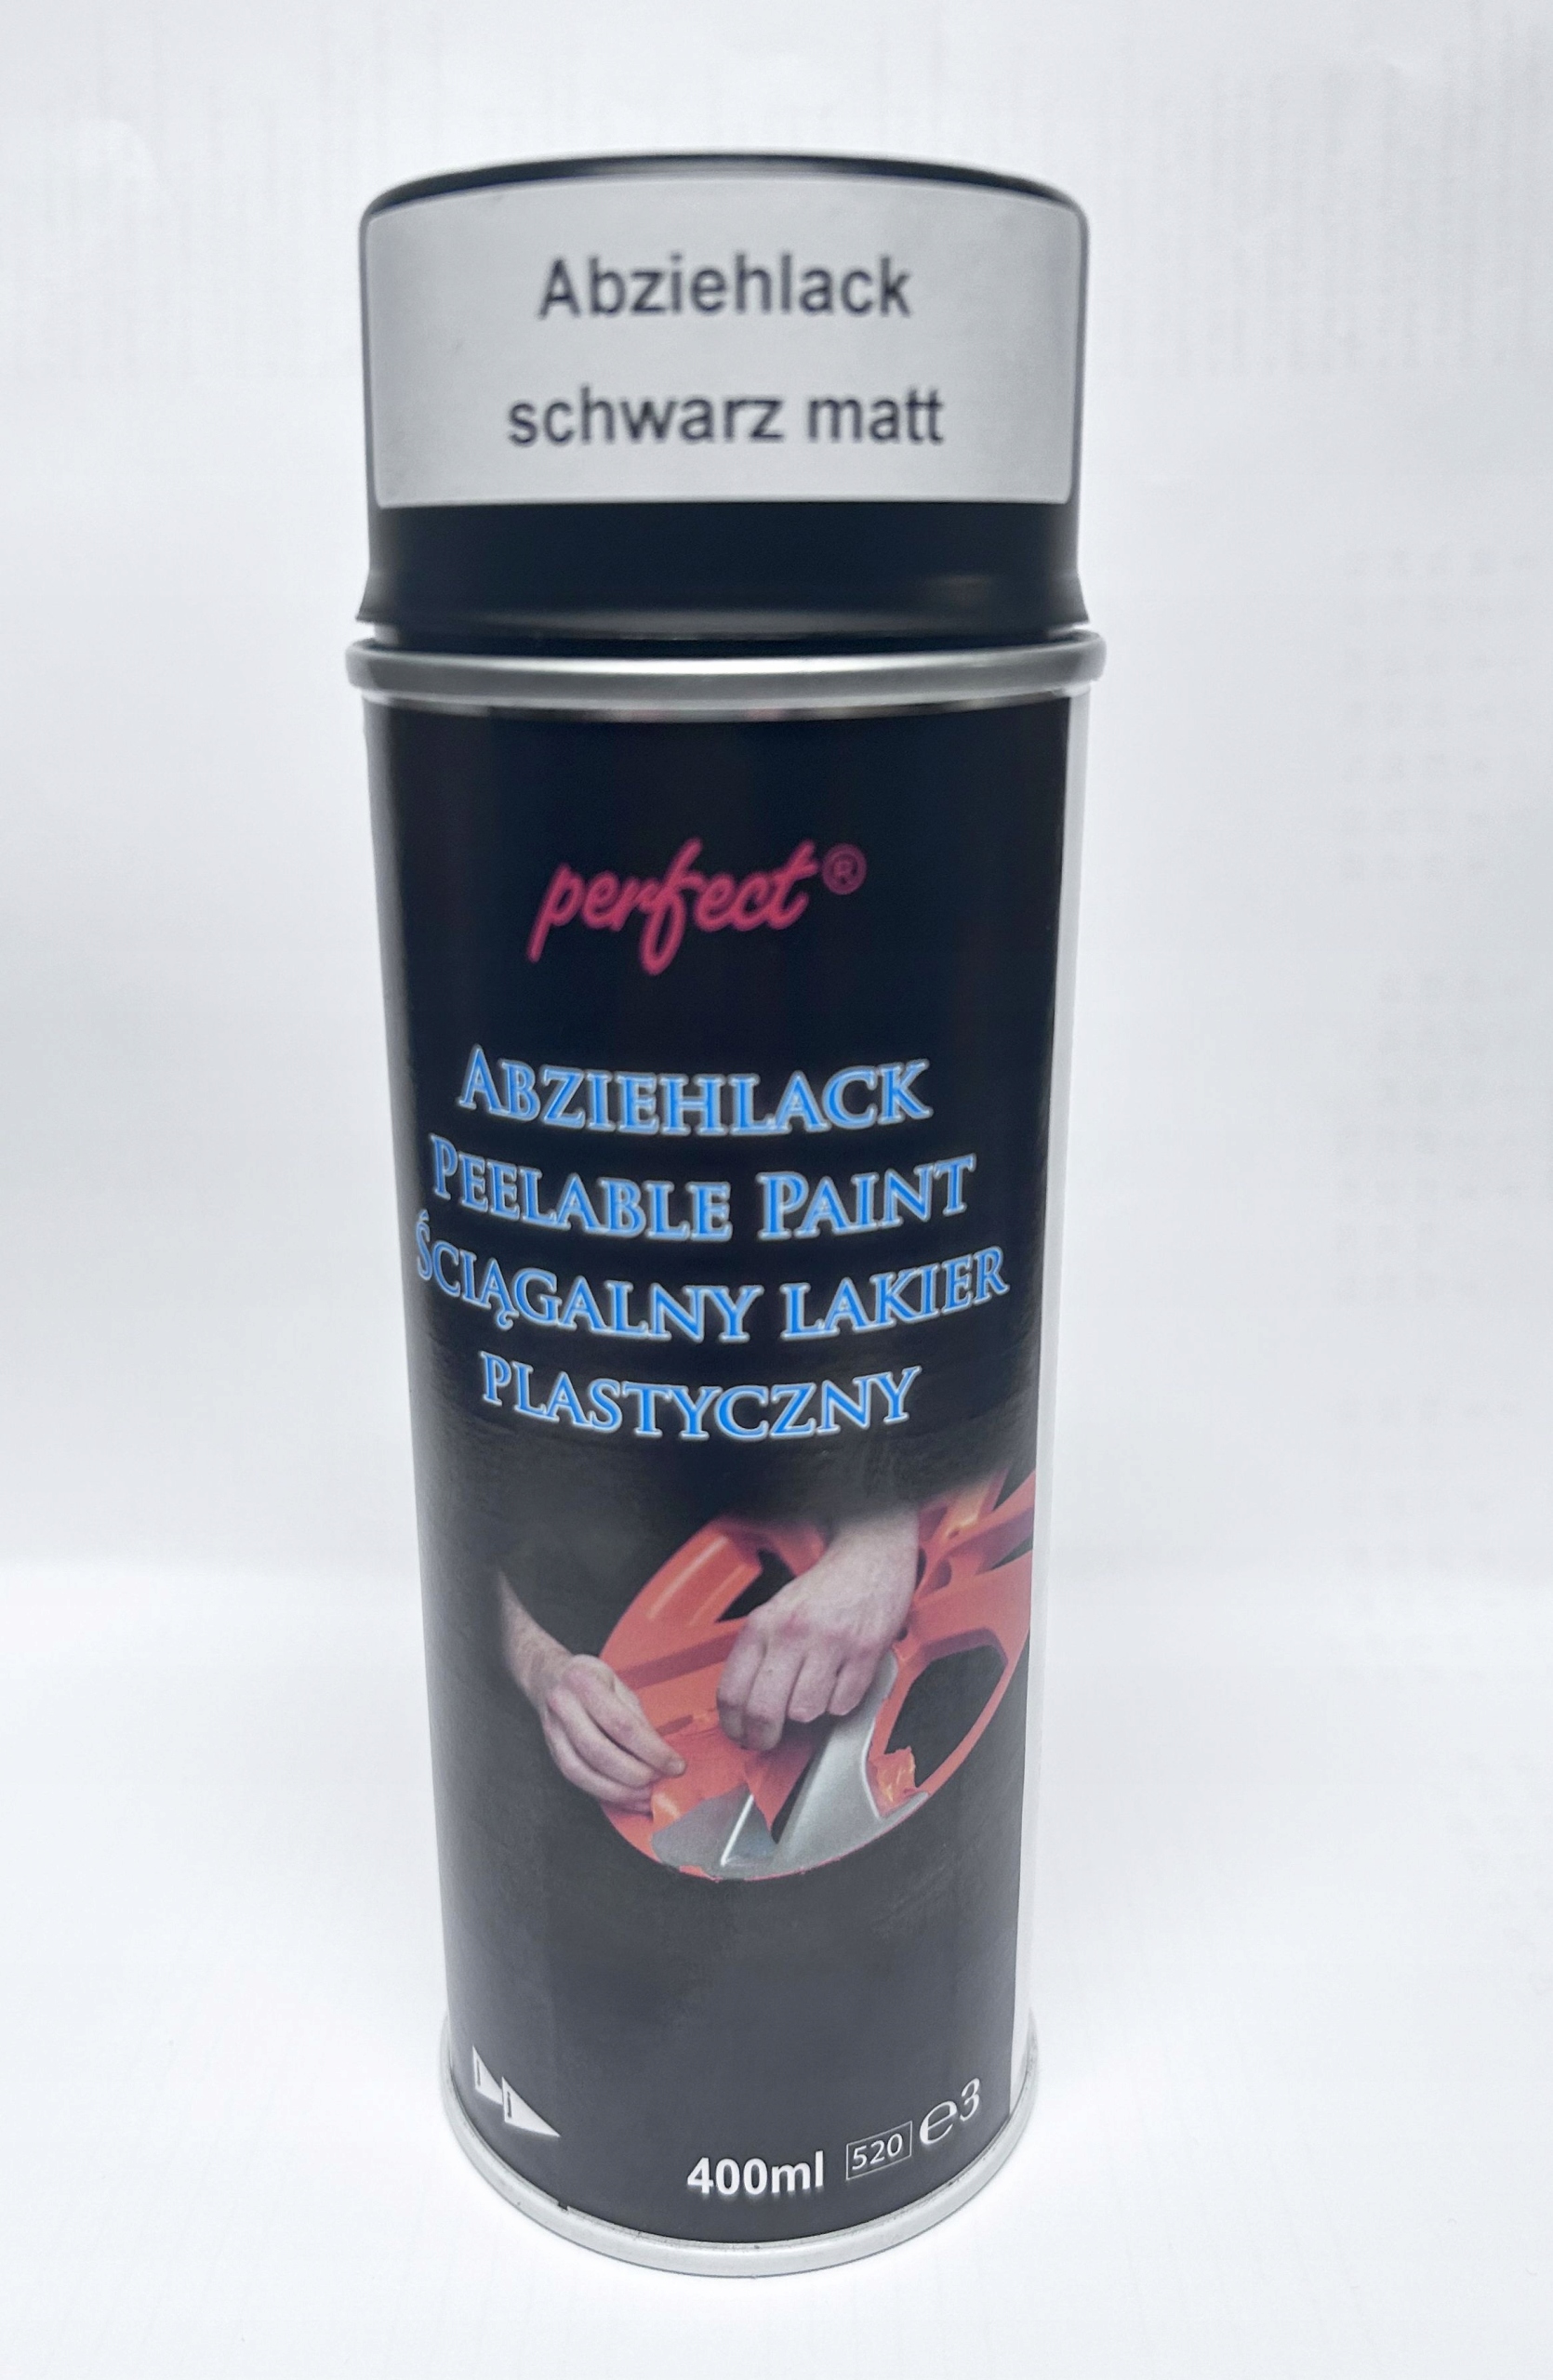 Abziehlack
schwarz matt
perfect®
ABZIEHLACK
PEELABLE PAINT
ŚCIĄGALNY LAKIER
PLASTYCZNY
400ml 520 e3